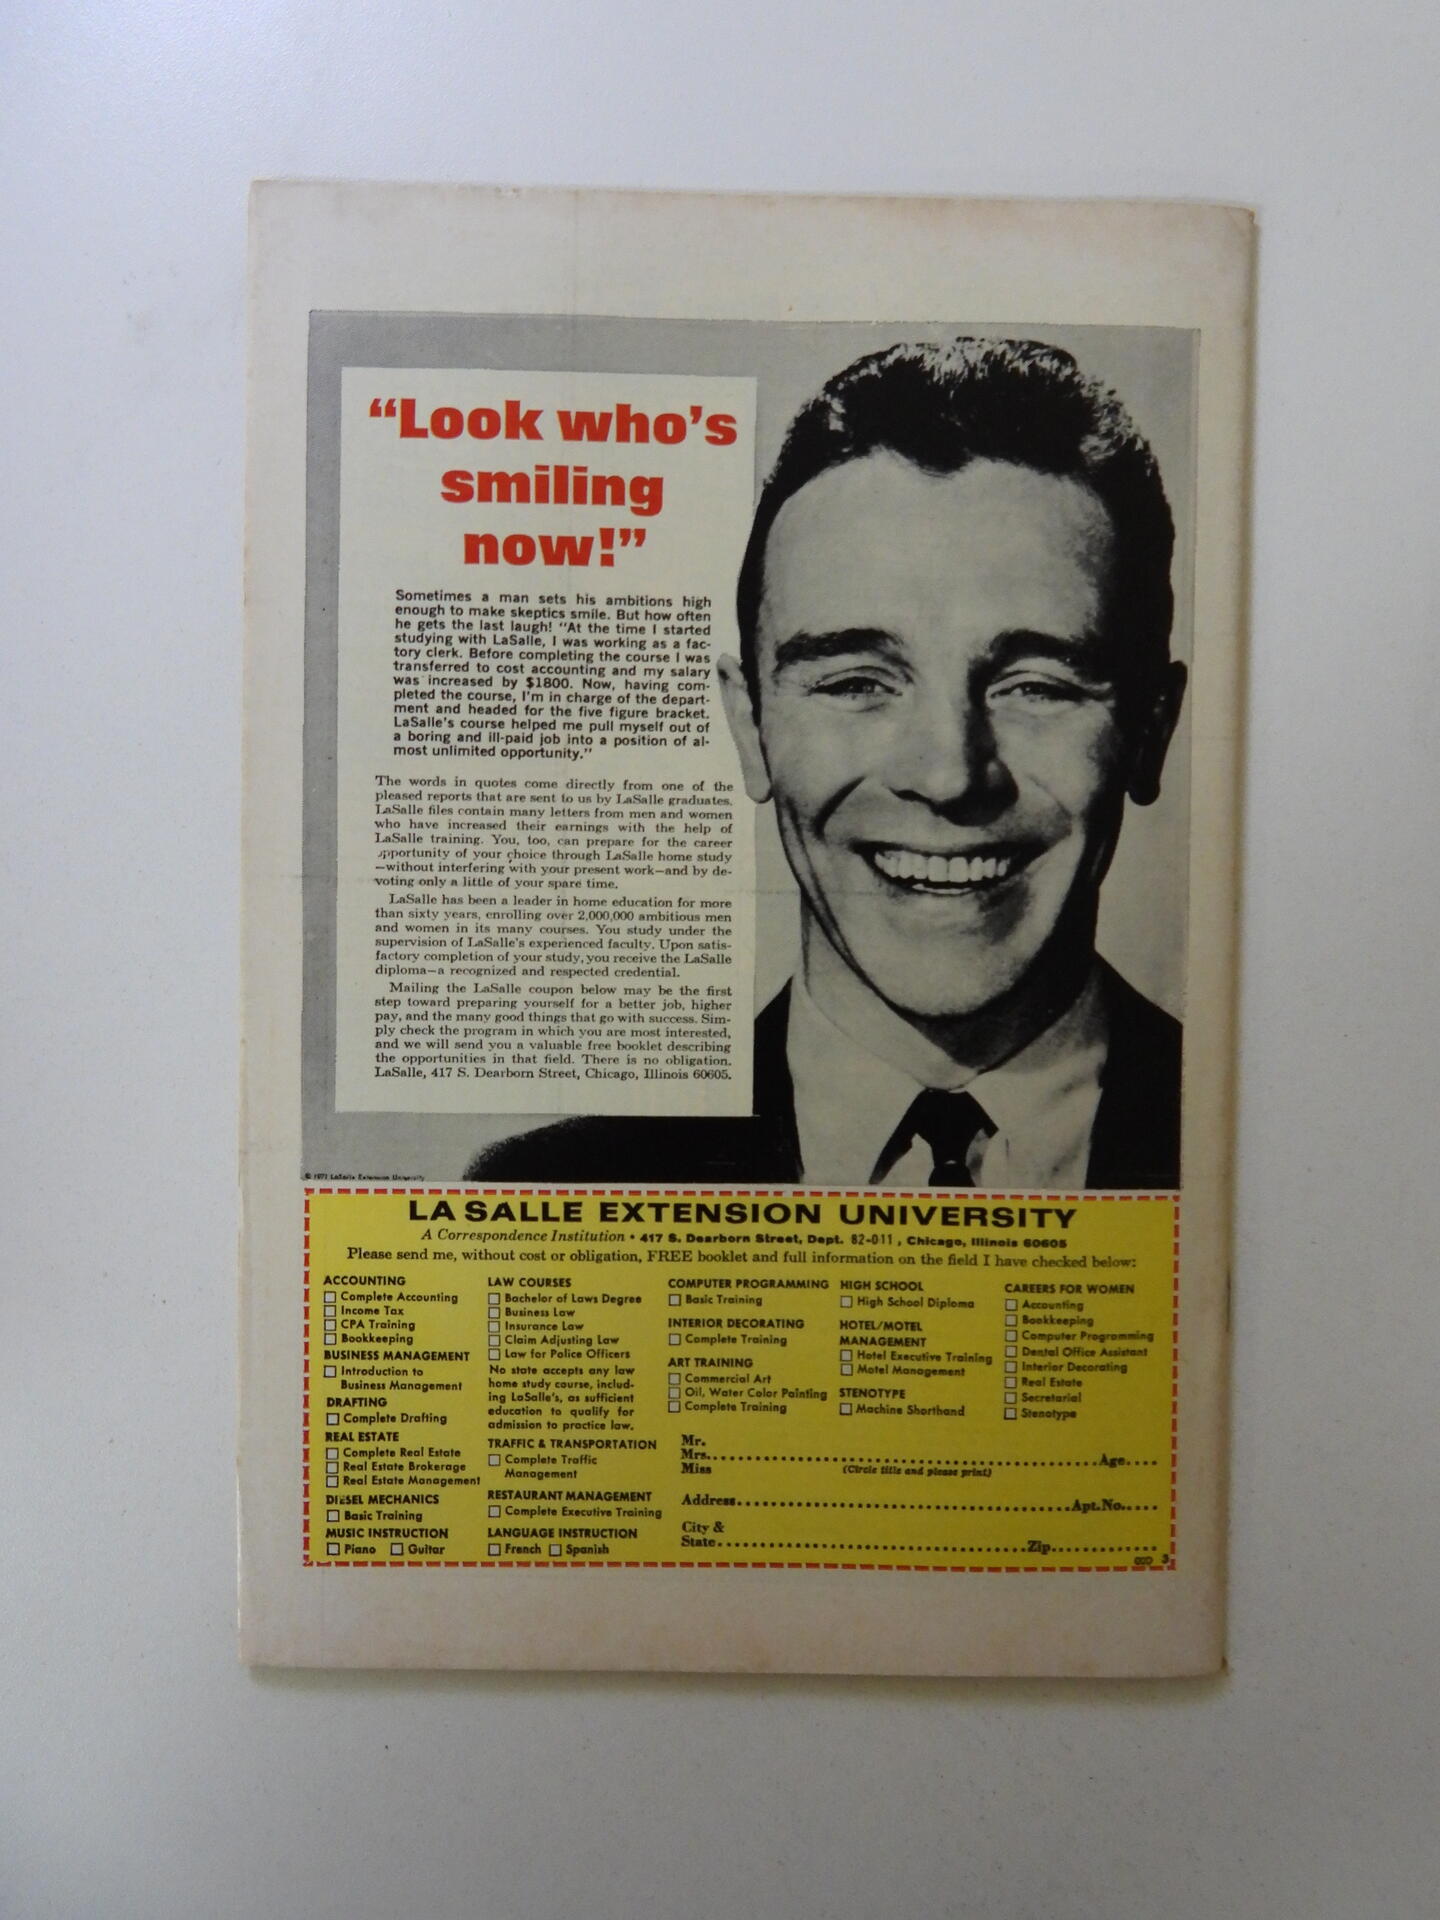 “Look who’s
smiling
now!”
Sometimes a man sets his ambitions high
enough to make skeptics smile. But how often
he gets the last laugh! “At the time I started
studying with LaSalle, I was working as a fac-
tory clerk. Before completing the course I was
transferred to cost accounting and my salary
was increased by $1800. Now, having com-
pleted the course, I’m in charge of the depart-
ment and headed for the five figure bracket.
LaSalle’s course helped me pull myself out of
a boring and ill-paid job into a position of al-
most unlimited opportunity.”
The words in quotes come directly from one of the
pleased reports that are sent to us by LaSalle graduates.
LaSalle files contain many letters from men and women
who have increased their earnings with the help of
LaSalle training. You, too, can prepare for the career
opportunity of your choice through LaSalle home study
—without interfering with your present work—and by de-
voting only a little of your spare time.
LaSalle has been a leader in home education for more
than sixty years, enrolling over 2,000,000 ambitious men
and women in its many courses. You study under the
supervision of LaSalle’s experienced faculty. Upon satis-
factory completion of your study, you receive the LaSalle
diploma—a recognized and respected credential.
Mailing the LaSalle coupon below may be the first
step toward preparing yourself for a better job, higher
pay, and the many good things that go with success. Sim-
ply check the program in which you are most interested,
and we will send you a valuable free booklet describing
the opportunities in that field. There is no obligation.
LaSalle, 417 S. Dearborn Street, Chicago, Illinois 60605.
© 1971 LaSalle Extension University
LA SALLE EXTENSION UNIVERSITY
A Correspondence Institution • 417 S. Dearborn Street, Dept. 82-011, Chicago, Illinois 60605
Please send me, without cost or obligation, FREE booklet and full information on the field I have checked below:
ACCOUNTING
Complete Accounting
Income Tax
CPA Training
Bookkeeping
BUSINESS MANAGEMENT
Introduction to
Business Management
DRAFTING
Complete Drafting
REAL ESTATE
Complete Real Estate
Real Estate Brokerage
Real Estate Management
DIESEL MECHANICS
Basic Training
MUSIC INSTRUCTION
Piano Guitar
LAW COURSES
Bachelor of Laws Degree
Business Law
Insurance Law
Claim Adjusting Law
Law for Police Officers
No state accepts any law
home study course, includ-
ing LaSalle’s, as sufficient
education to qualify for
admission to practice law.
TRAFFIC & TRANSPORTATION
Complete Traffic
Management
RESTAURANT MANAGEMENT
Complete Executive Training
LANGUAGE INSTRUCTION
French Spanish
COMPUTER PROGRAMMING
Basic Training
INTERIOR DECORATING
Complete Training
ART TRAINING
Commercial Art
Oil, Water Color Painting
Complete Training
HIGH SCHOOL
High School Diploma
HOTEL/MOTEL
MANAGEMENT
Hotel Executive Training
Motel Management
STENOTYPE
Machine Shorthand
CAREERS FOR WOMEN
Accounting
Bookkeeping
Computer Programming
Dental Office Assistant
Interior Decorating
Real Estate
Secretarial
Stenotype
Mr.
Mrs. Age
Miss (Circle title and please print)
Address Apt.No.
City &
State Zip
3